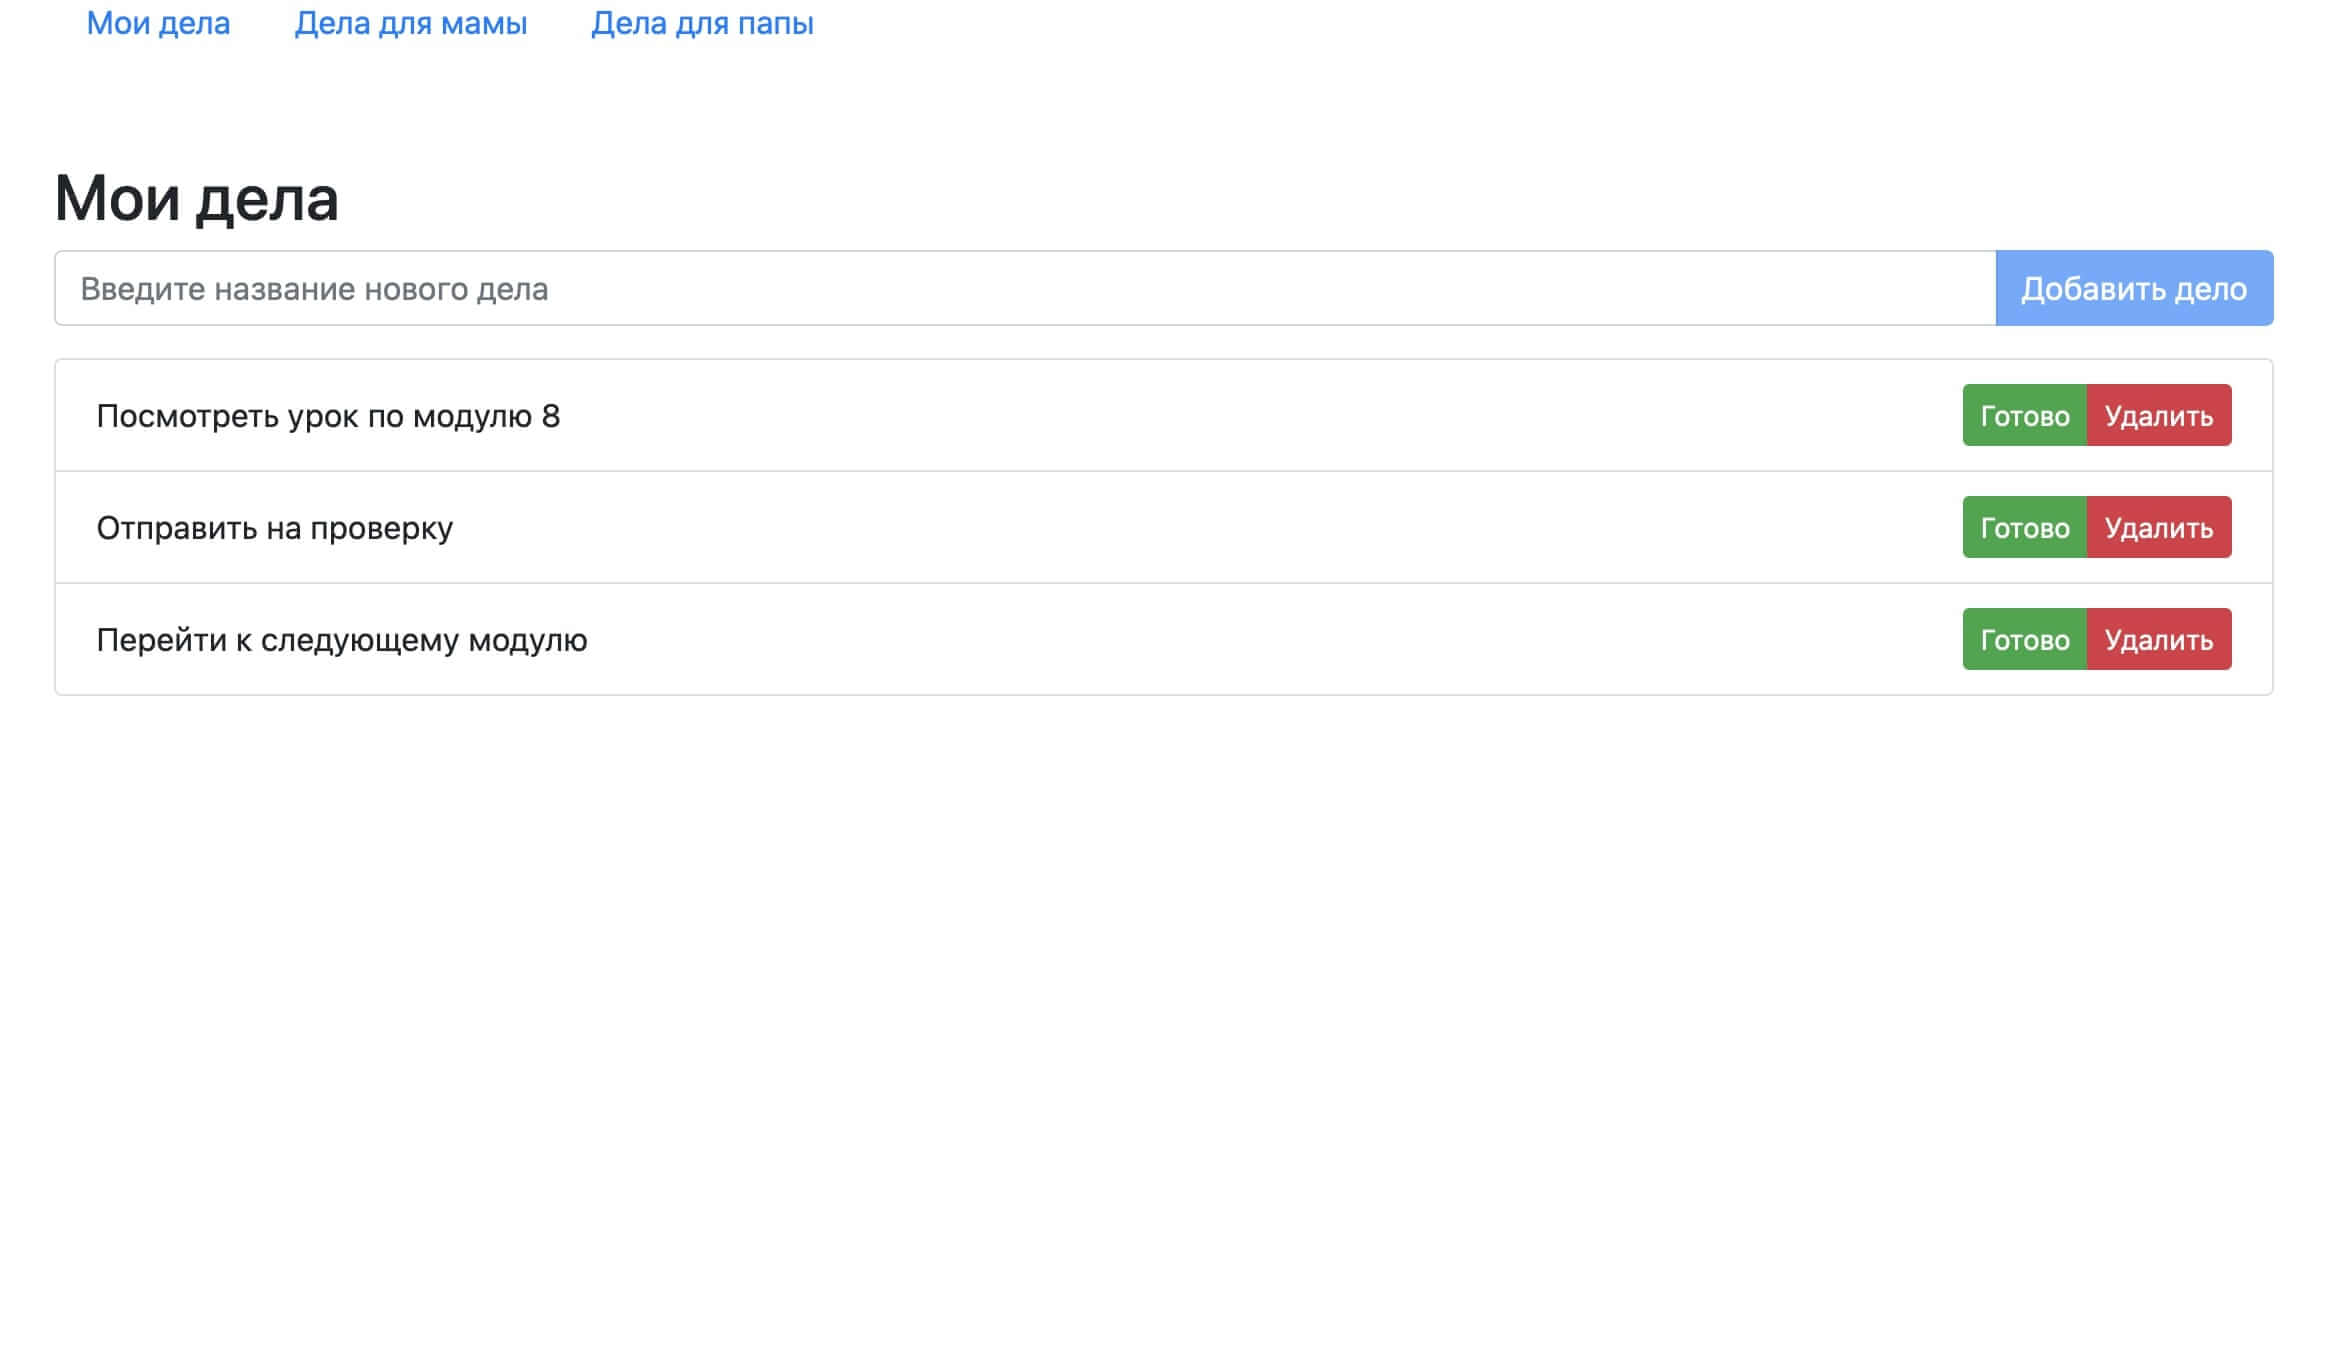 Мои дела Дела для мамы Дела для папы
Мои дела
Введите название нового дела Добавить дело
Посмотреть урок по модулю 8 Готово Удалить
Отправить на проверку Готово Удалить
Перейти к следующему модулю Готово Удалить